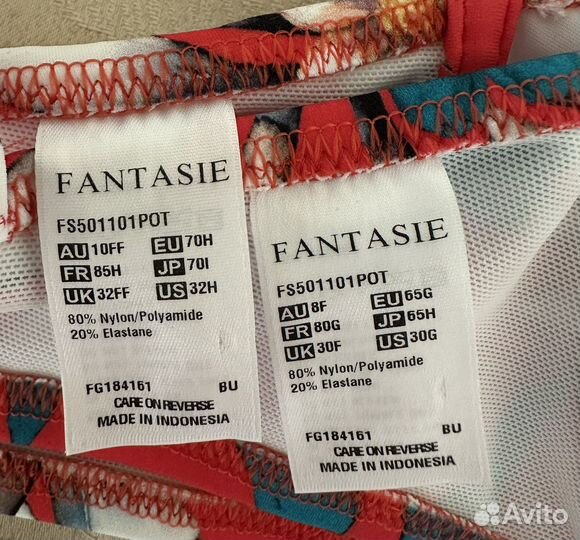 FANTASIE
FS501101POT
AU 10FF EU 70H
FR 85H JP 70I
UK 32FF US 32H
80% Nylon/Polyamide
20% Elastane
FG184161 BU
CARE ON REVERSE
MADE IN INDONESIA
FANTASIE
FS501101POT
AU 8F EU 65G
FR 80G JP 65H
UK 30F US 30G
80% Nylon/Polyamide
20% Elastane
FG184161 BU
CARE ON REVERSE
MADE IN INDONESIA
Avito